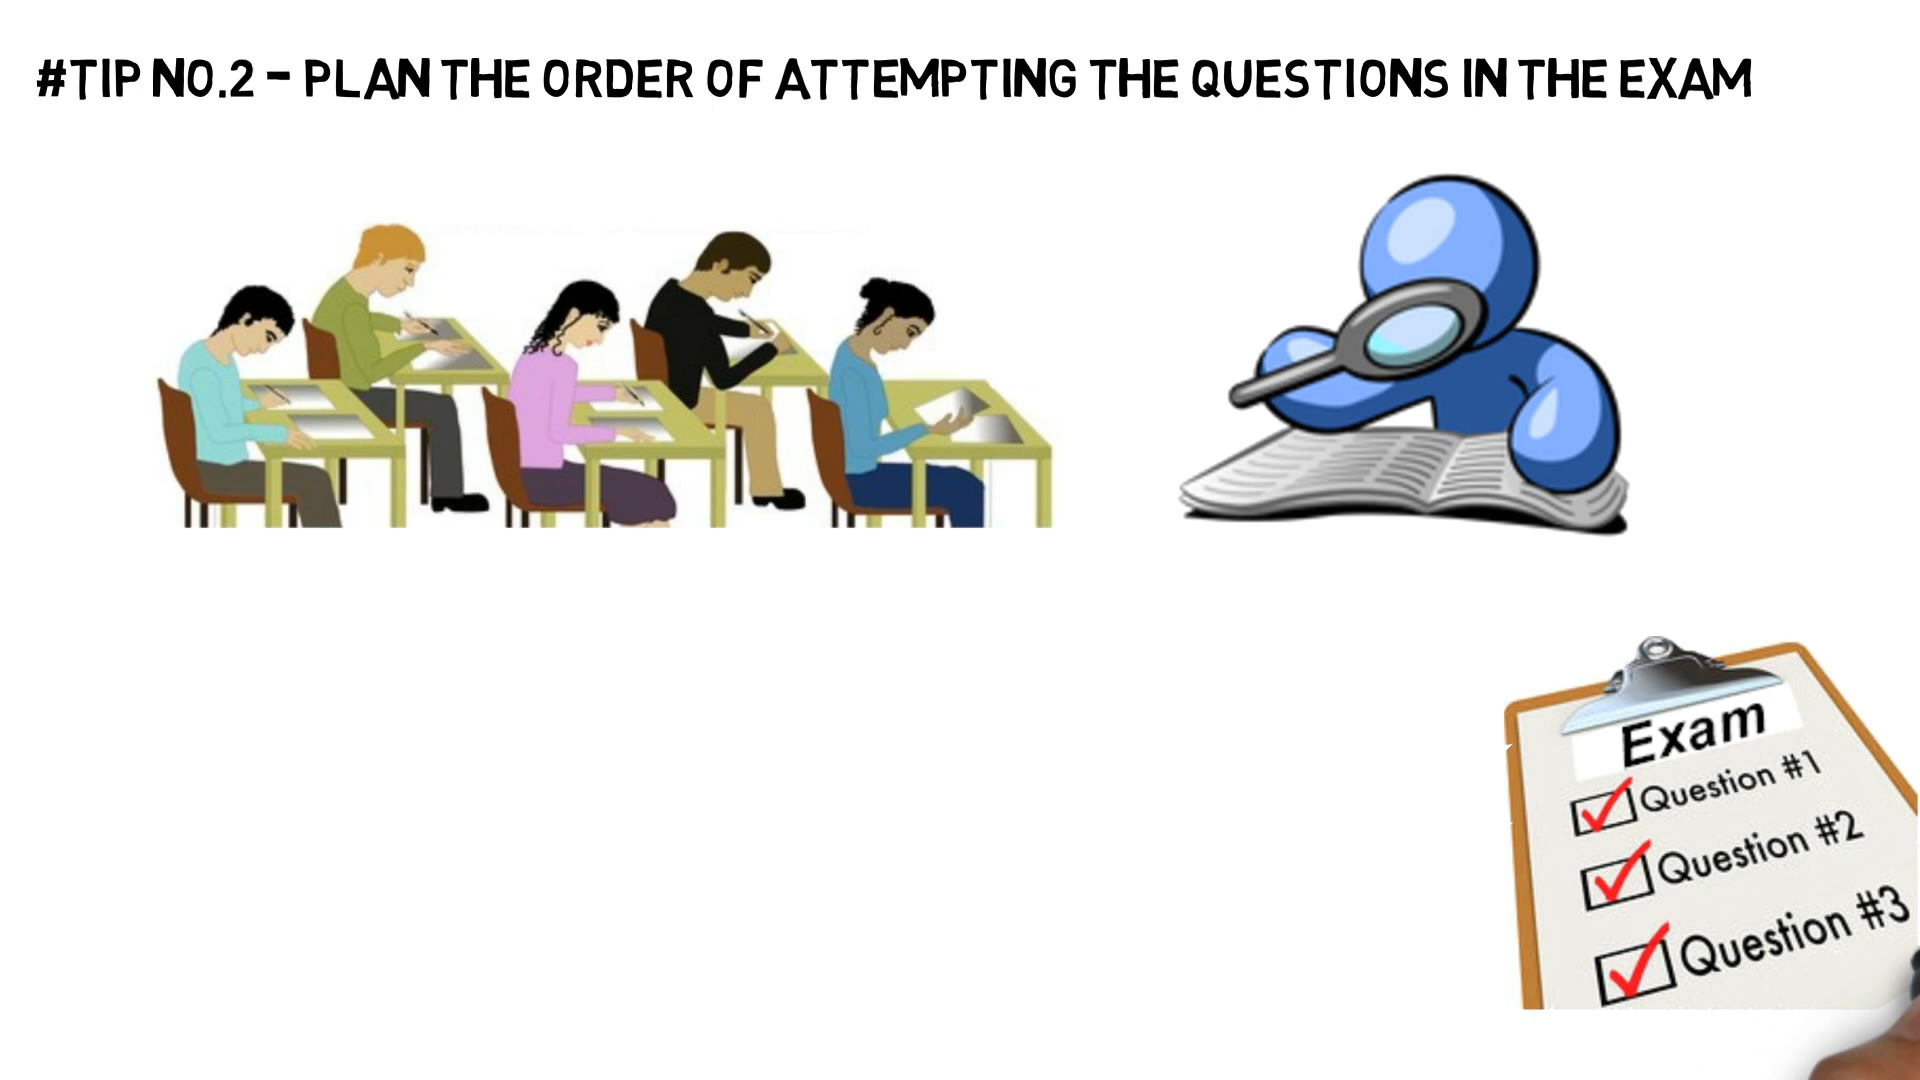 #TIP NO.2 - PLAN THE ORDER OF ATTEMPTING THE QUESTIONS IN THE EXAM
Exam
Question #1
Question #2
Question #3